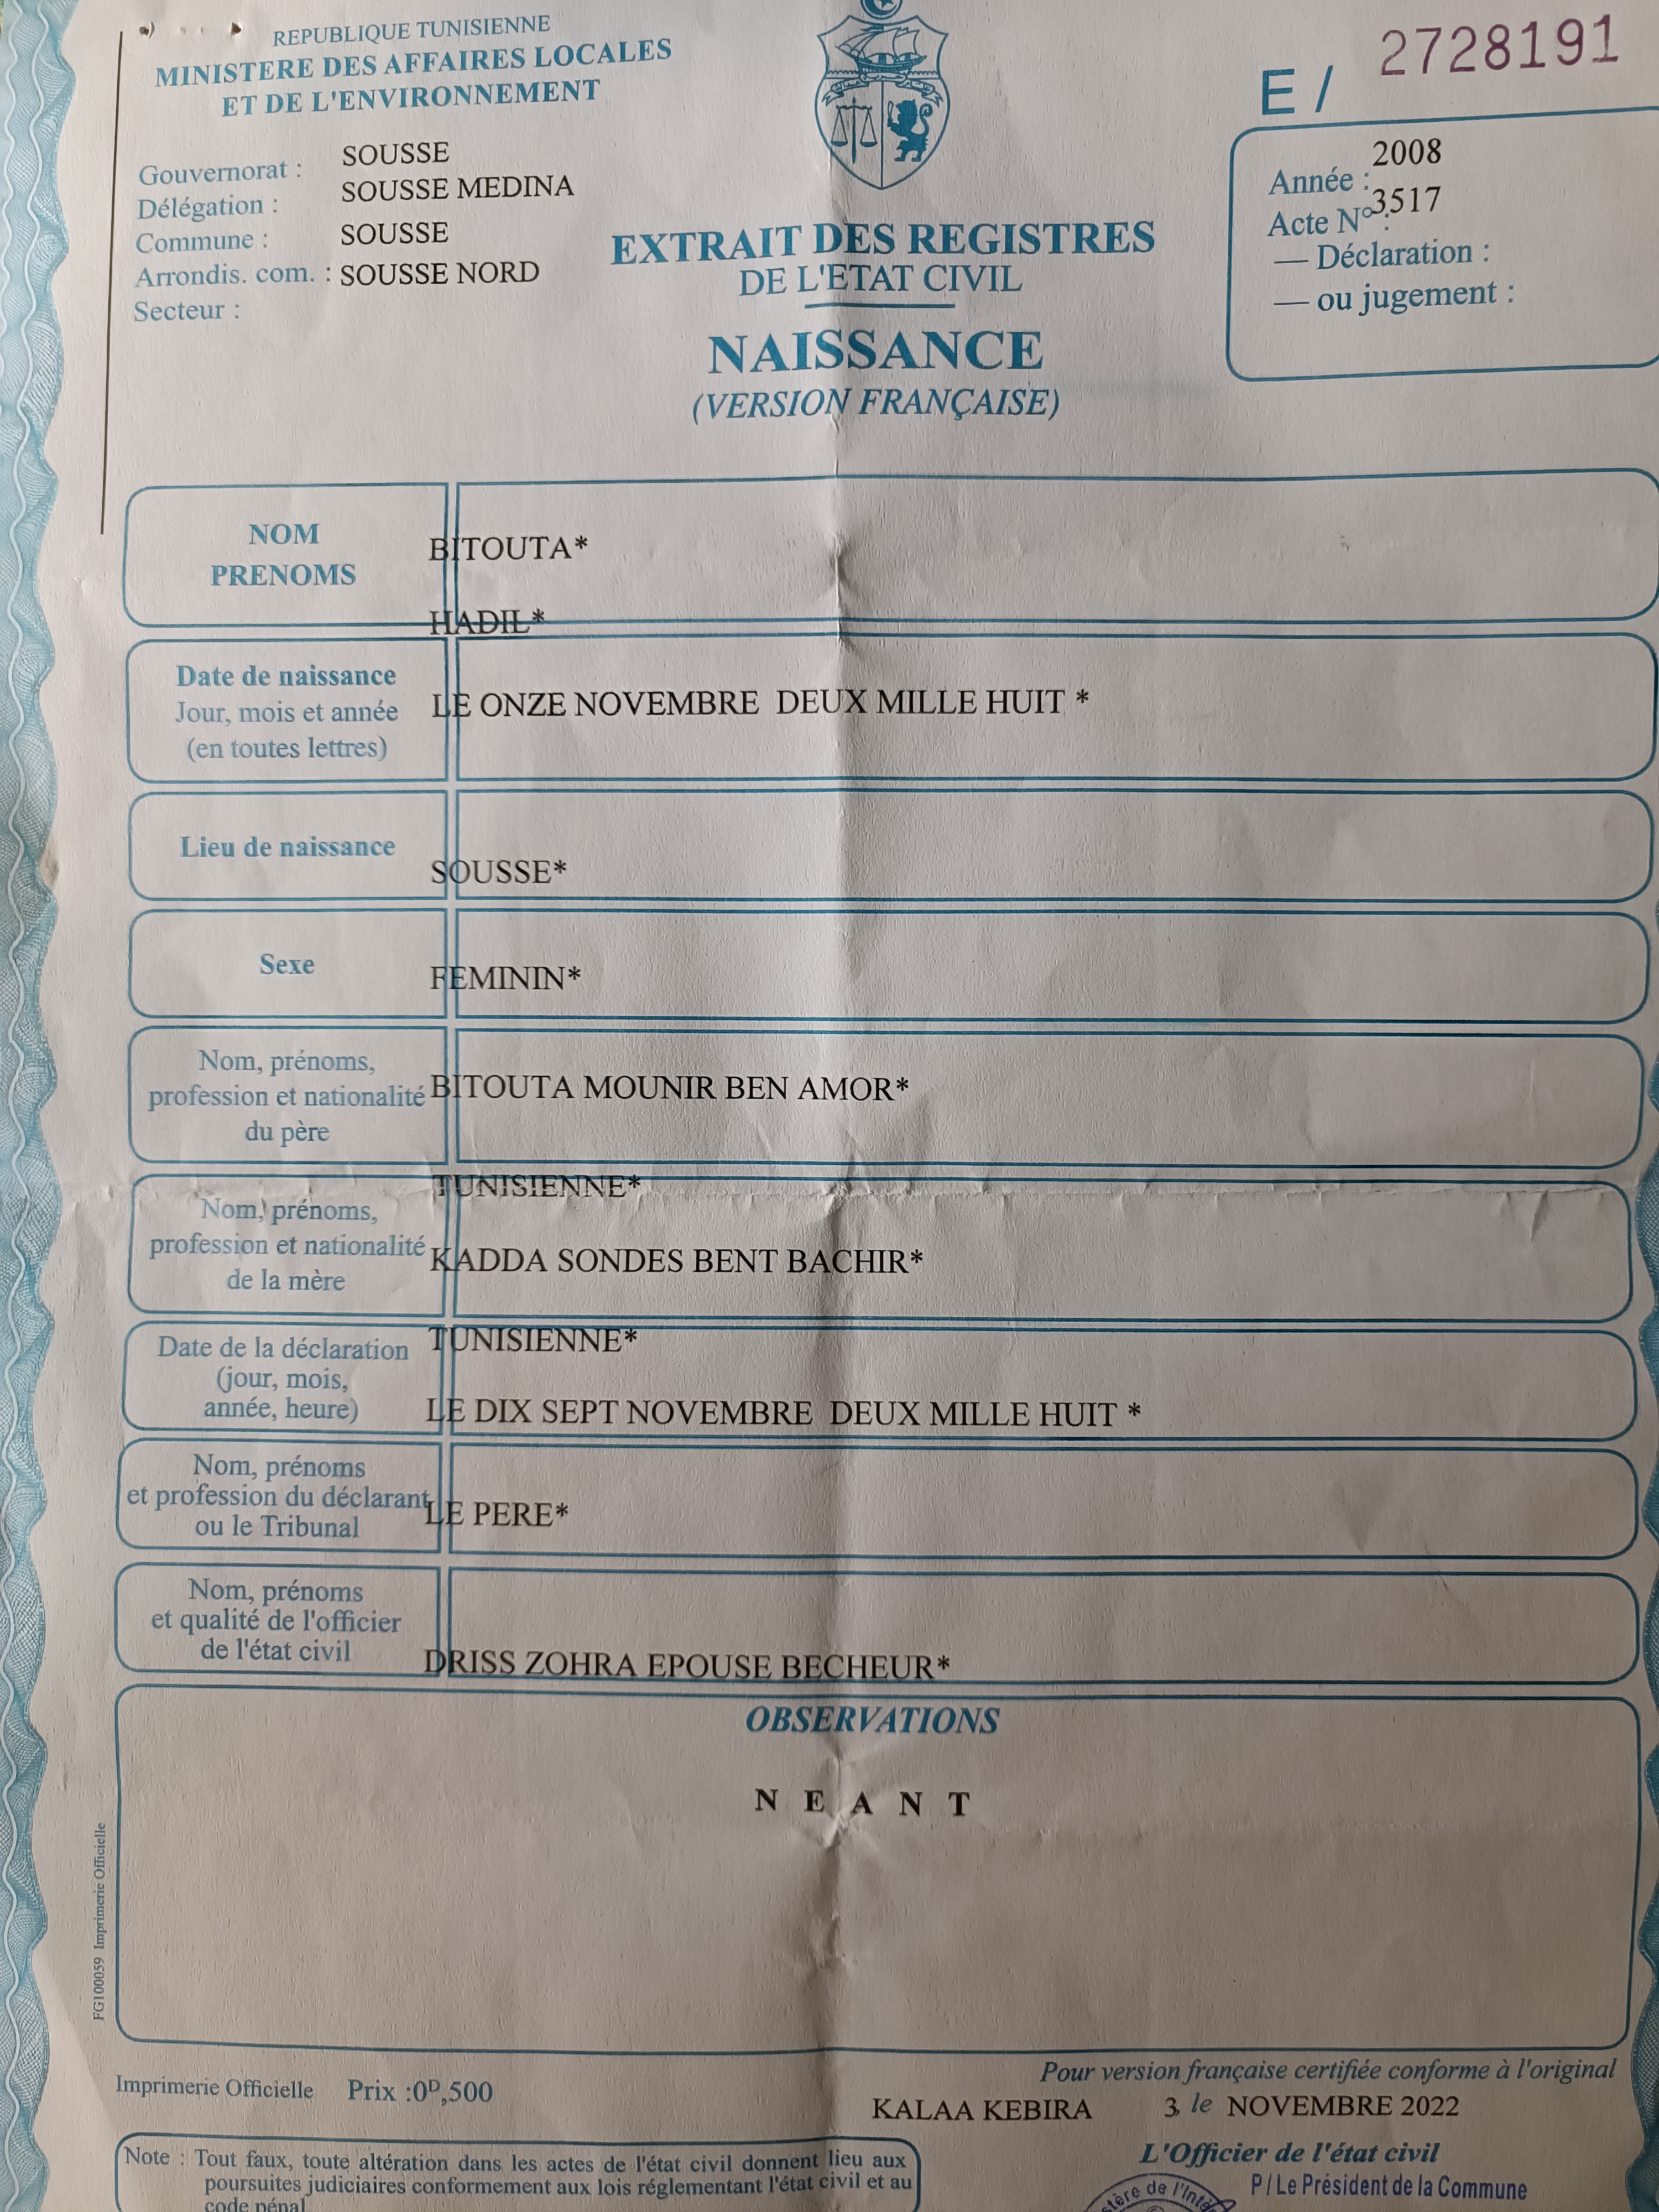 REPUBLIQUE TUNISIENNE
MINISTERE DES AFFAIRES LOCALES
ET DE L'ENVIRONNEMENT
Gouvernorat : SOUSSE
Délégation : SOUSSE MEDINA
Commune : SOUSSE
Arrondis. com. : SOUSSE NORD
Secteur :
E / 2728191
Année : 2008
Acte N° : 3517
— Déclaration :
— ou jugement :
EXTRAIT DES REGISTRES
DE L'ETAT CIVIL
NAISSANCE
(VERSION FRANÇAISE)
NOM
PRENOMS
BITOUTA*
HADIL*
Date de naissance
Jour, mois et année
(en toutes lettres)
LE ONZE NOVEMBRE DEUX MILLE HUIT *
Lieu de naissance
SOUSSE*
Sexe
FEMININ*
Nom, prénoms,
profession et nationalité
du père
BITOUTA MOUNIR BEN AMOR*
TUNISIENNE*
Nom, prénoms,
profession et nationalité
de la mère
KADDA SONDES BENT BACHIR*
TUNISIENNE*
Date de la déclaration
(jour, mois,
année, heure)
LE DIX SEPT NOVEMBRE DEUX MILLE HUIT *
Nom, prénoms
et profession du déclarant
ou le Tribunal
LE PERE*
Nom, prénoms
et qualité de l'officier
de l'état civil
DRISS ZOHRA EPOUSE BECHEUR*
OBSERVATIONS
N E A N T
FG100059 Imprimerie Officielle
Imprimerie Officielle Prix :0ᴰ,500
Pour version française certifiée conforme à l'original
KALAA KEBIRA 3 le NOVEMBRE 2022
L'Officier de l'état civil
P / Le Président de la Commune
Note : Tout faux, toute altération dans les actes de l'état civil donnent lieu aux
poursuites judiciaires conformement aux lois réglementant l'état civil et au
code pénal